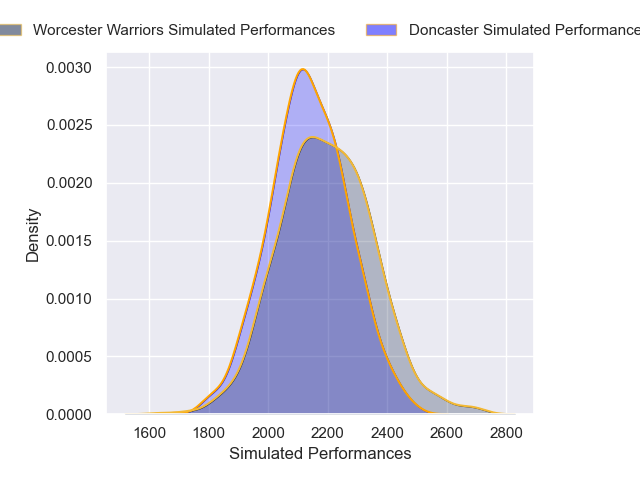 Worcester Warriors Simulated Performances
Doncaster Simulated Performance
0.0030
0.0025
0.0020
0.0015
0.0010
0.0005
0.0000
Density
1600 1800 2000 2200 2400 2600 2800
Simulated Performances